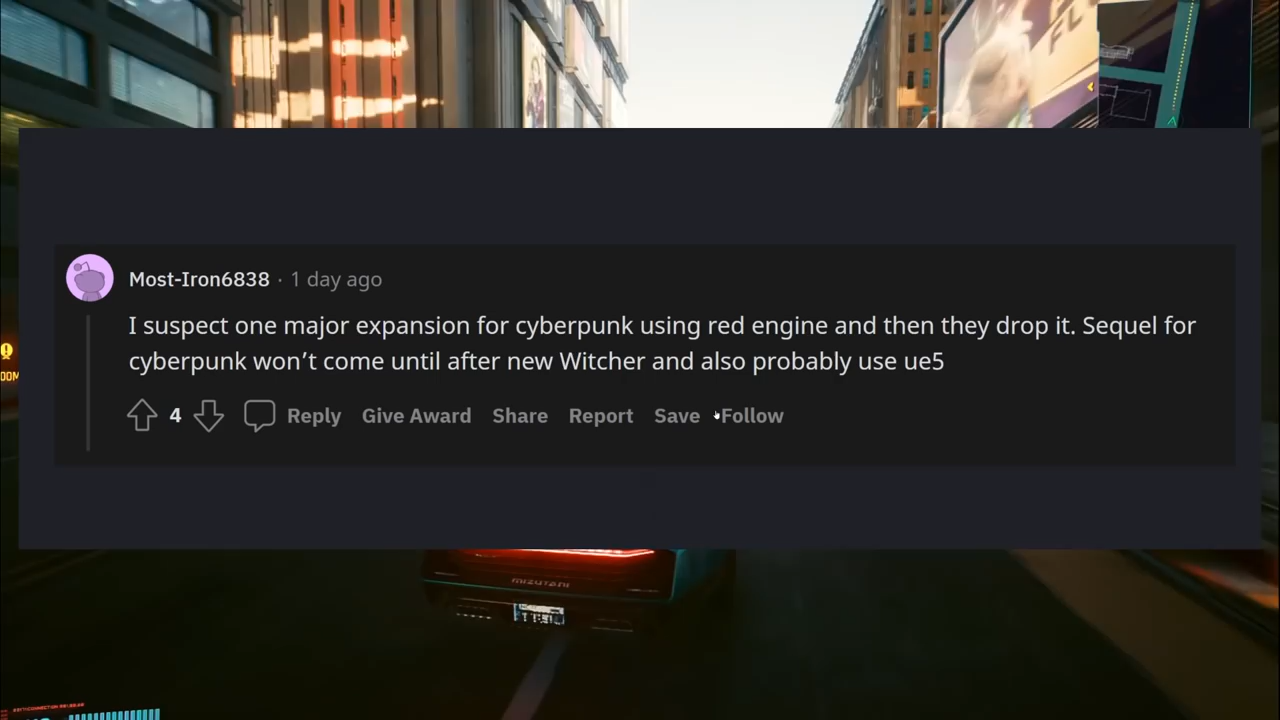 FL
Most-Iron6838 · 1 day ago
I suspect one major expansion for cyberpunk using red engine and then they drop it. Sequel for
cyberpunk won’t come until after new Witcher and also probably use ue5
4 Reply Give Award Share Report Save Follow
MIZUTANI